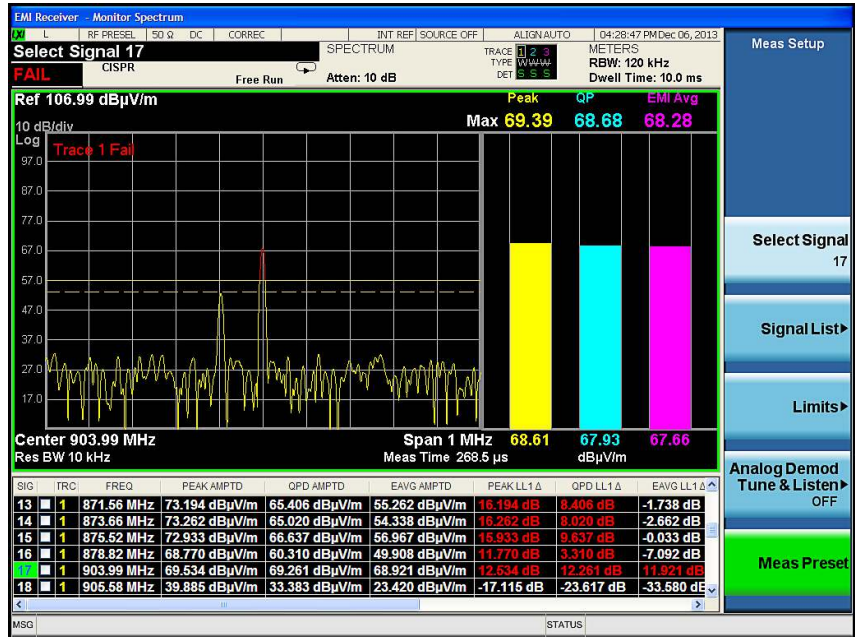 EMI Receiver - Monitor Spectrum
LXI L RF PRESEL 50 Ω DC CORREC INT REF SOURCE OFF ALIGN AUTO 04:28:47 PM Dec 06, 2013
Select Signal 17
SPECTRUM
TRACE 1 2 3
METERS
TYPE W W W
RBW: 120 kHz
FAIL
CISPR
Free Run
Atten: 10 dB
DET S S S
Dwell Time: 10.0 ms
Ref 106.99 dBµV/m
Peak QP EMI Avg
10 dB/div
Max 69.39 68.68 68.28
Log
Trace 1 Fail
97.0
87.0
77.0
67.0
57.0
47.0
37.0
27.0
17.0
Center 903.99 MHz
Span 1 MHz
68.61 67.93 67.66
Res BW 10 kHz
Meas Time 268.5 µs
dBµV/m
SIG TRC FREQ PEAK AMPTD QPD AMPTD EAVG AMPTD PEAK LL1 Δ QPD LL1 Δ EAVG LL1 Δ
13 1 871.56 MHz 73.194 dBµV/m 65.406 dBµV/m 55.262 dBµV/m 16.194 dB 8.406 dB -1.738 dB
14 1 873.66 MHz 73.262 dBµV/m 65.020 dBµV/m 54.338 dBµV/m 16.262 dB 8.020 dB -2.662 dB
15 1 875.52 MHz 72.933 dBµV/m 66.637 dBµV/m 56.967 dBµV/m 15.933 dB 9.637 dB -0.033 dB
16 1 878.82 MHz 68.770 dBµV/m 60.310 dBµV/m 49.908 dBµV/m 11.770 dB 3.310 dB -7.092 dB
17 1 903.99 MHz 69.534 dBµV/m 69.261 dBµV/m 68.921 dBµV/m 12.534 dB 12.261 dB 11.921 dB
18 1 905.58 MHz 39.885 dBµV/m 33.383 dBµV/m 23.420 dBµV/m -17.115 dB -23.617 dB -33.580 dB
MSG
STATUS
Meas Setup
Select Signal
17
Signal List
Limits
Analog Demod
Tune & Listen
OFF
Meas Preset